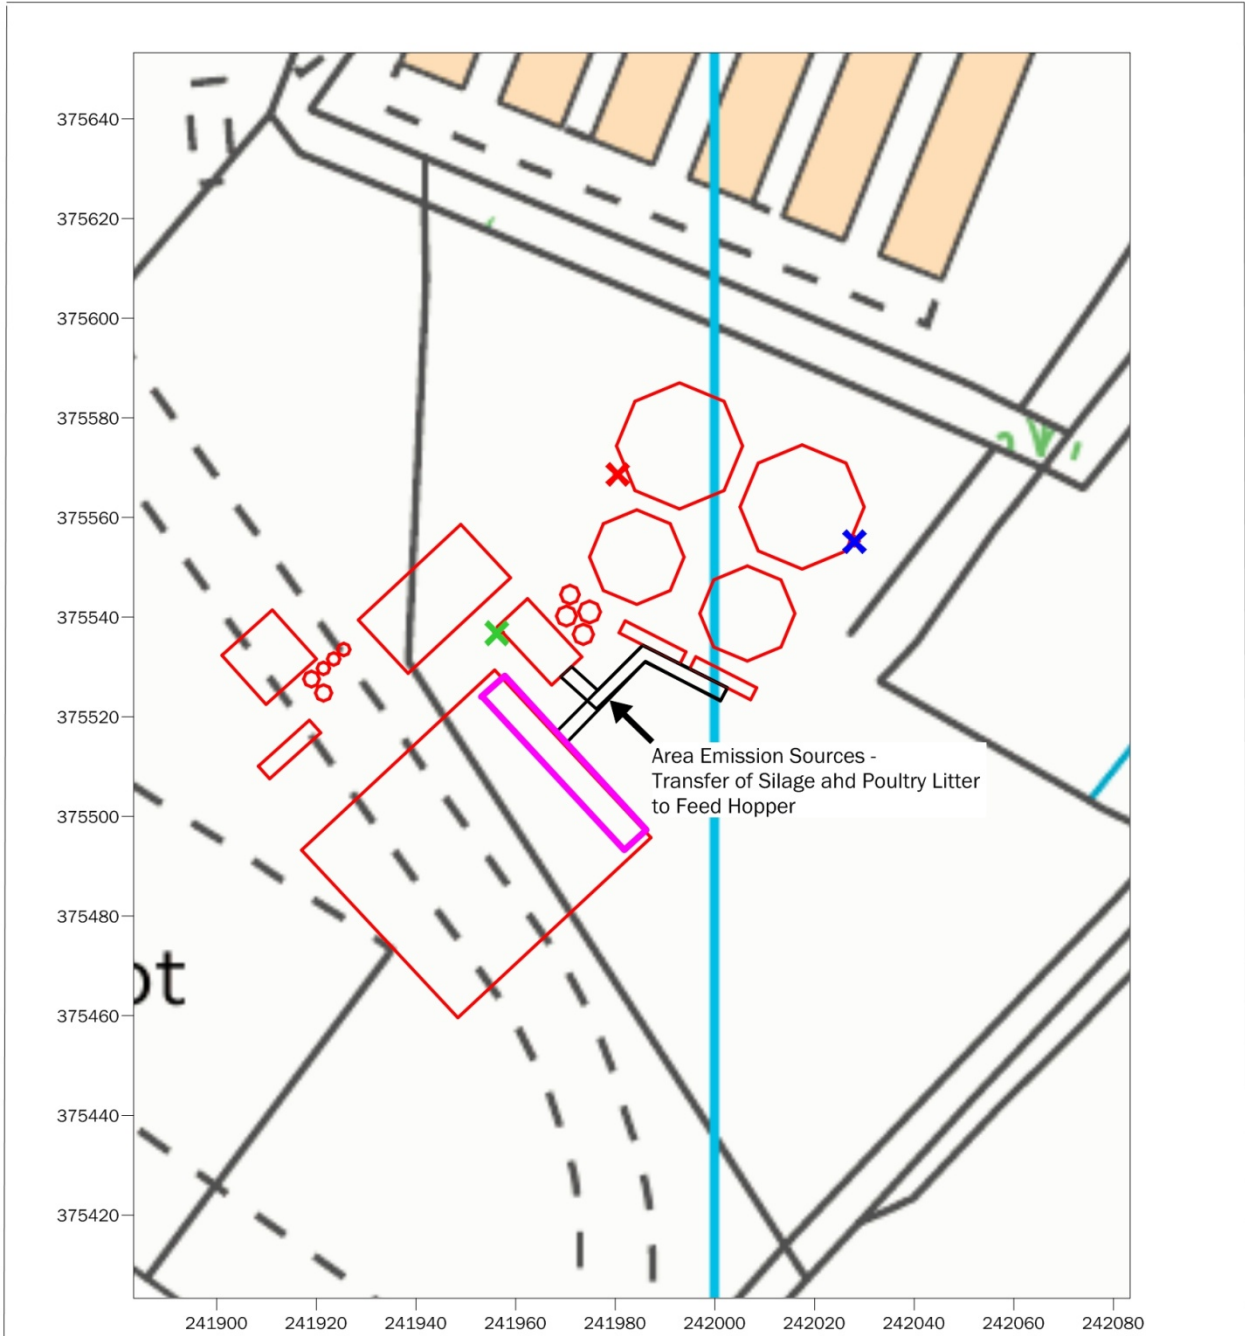 375640
375620
375600
375580
375560
375540
375520
Area Emission Sources -
Transfer of Silage and Poultry Litter
to Feed Hopper
375500
375480
ot
375460
375440
375420
241900 241920 241940 241960 241980 242000 242020 242040 242060 242080